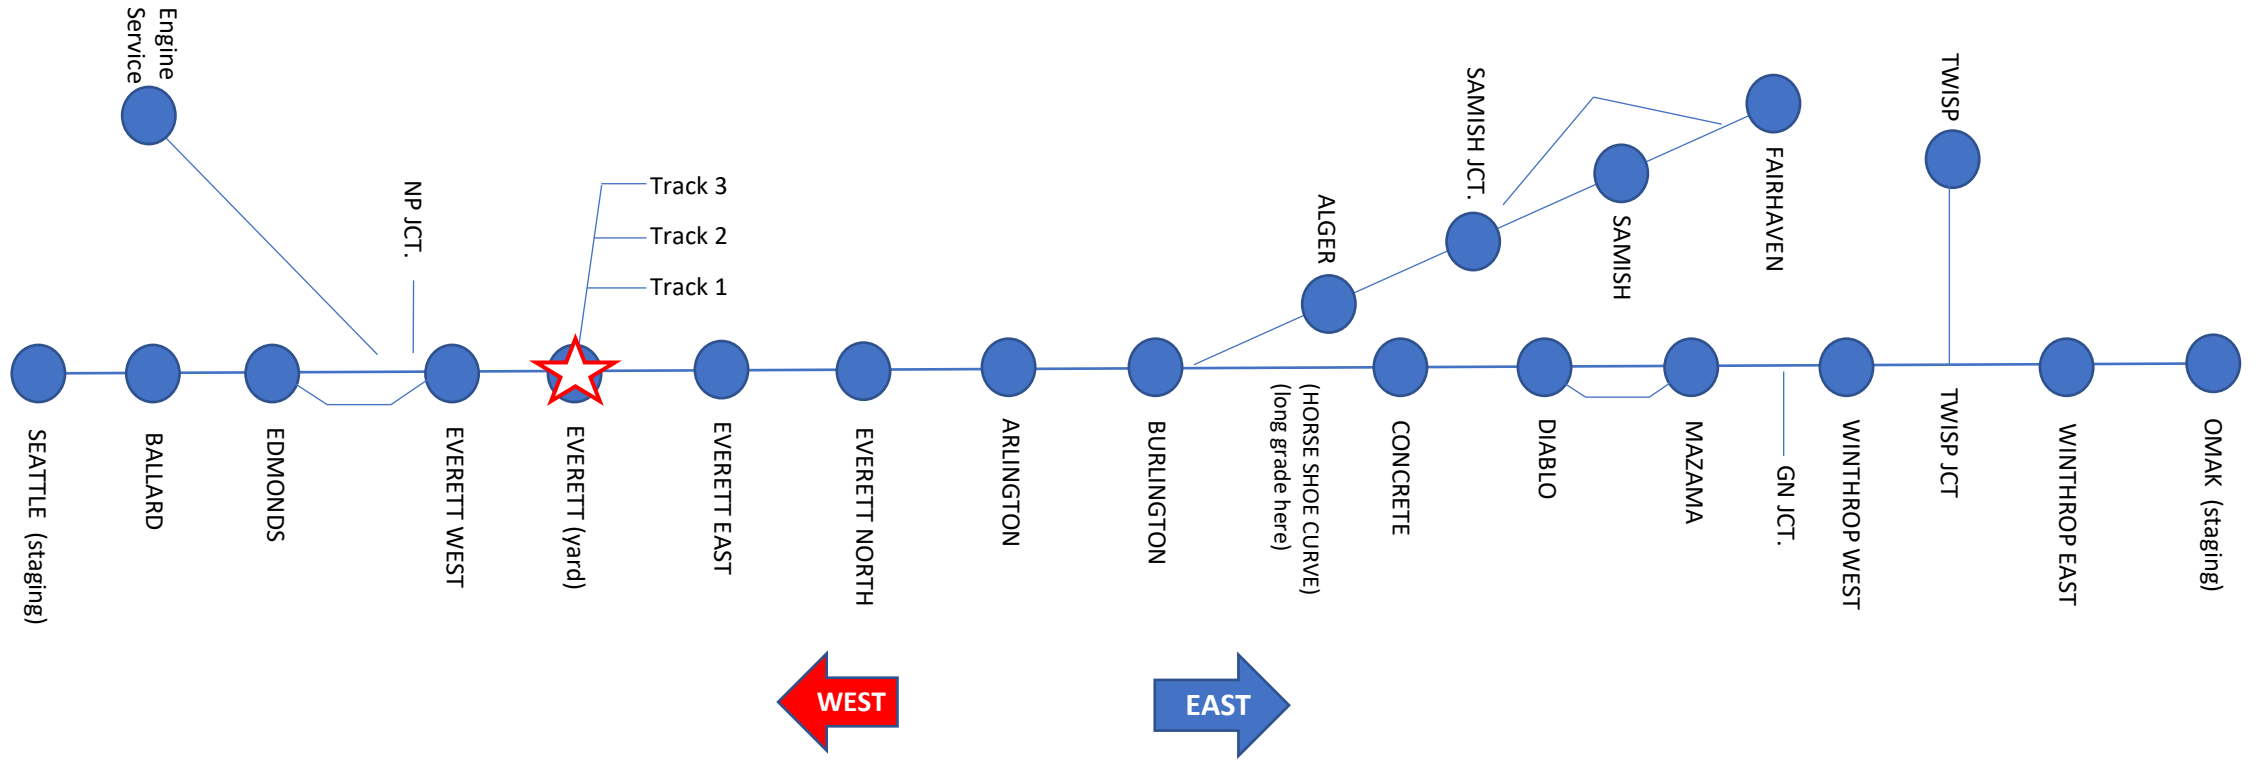 Engine
Service
NP JCT.
Track 3
Track 2
Track 1
ALGER
SAMISH JCT.
SAMISH
FAIRHAVEN
TWISP
SEATTLE (staging)
BALLARD
EDMONDS
EVERETT WEST
EVERETT (yard)
EVERETT EAST
EVERETT NORTH
ARLINGTON
BURLINGTON
(HORSE SHOE CURVE)
(long grade here)
CONCRETE
DIABLO
MAZAMA
GN JCT.
WINTHROP WEST
TWISP JCT
WINTHROP EAST
OMAK (staging)
WEST
EAST